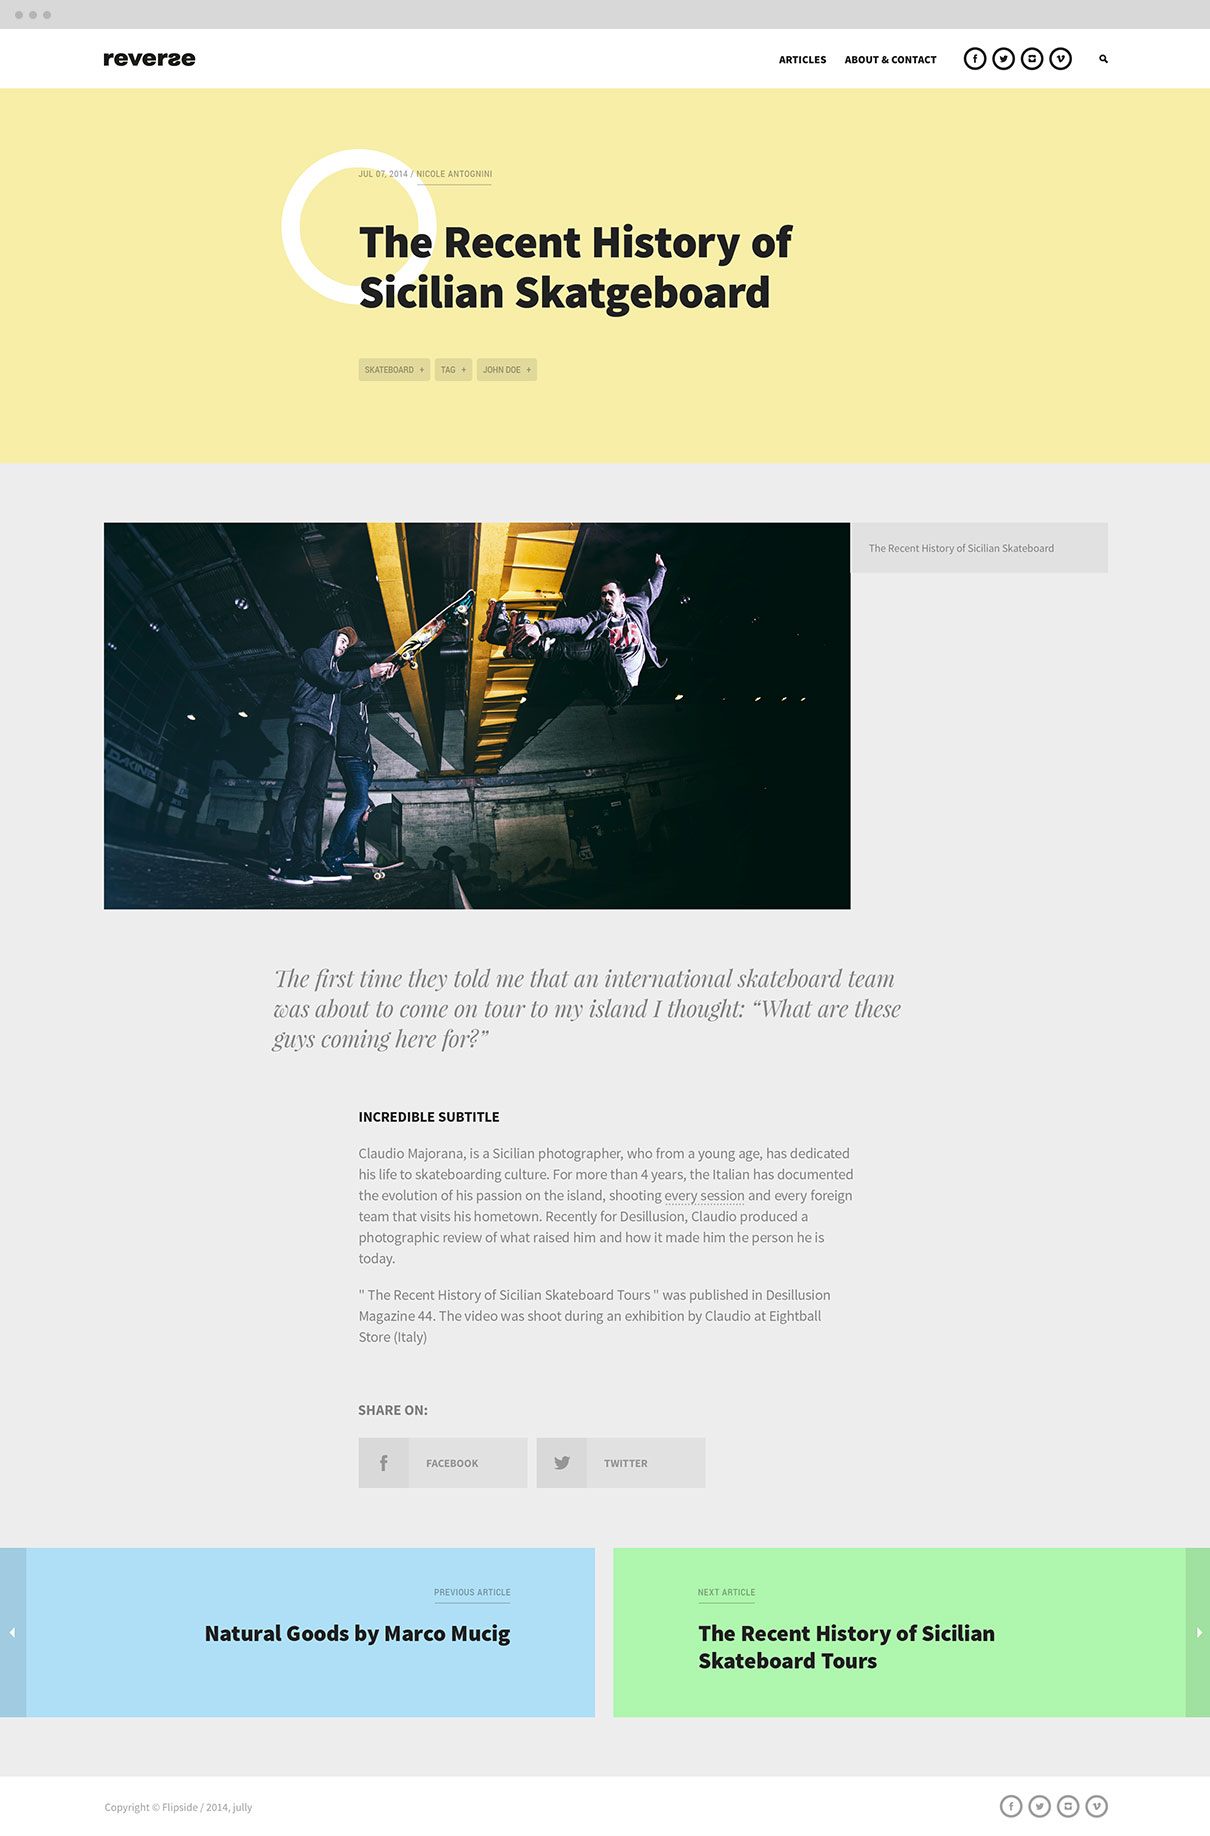 reverse
ARTICLES ABOUT & CONTACT
JUL 07, 2014 / NICOLE ANTOGNINI
The Recent History of
Sicilian Skatgeboard
SKATEBOARD + TAG + JOHN DOE +
The Recent History of Sicilian Skateboard
DAKINE
The first time they told me that an international skateboard team
was about to come on tour to my island I thought: “What are these
guys coming here for?”
INCREDIBLE SUBTITLE
Claudio Majorana, is a Sicilian photographer, who from a young age, has dedicated
his life to skateboarding culture. For more than 4 years, the Italian has documented
the evolution of his passion on the island, shooting every session and every foreign
team that visits his hometown. Recently for Desillusion, Claudio produced a
photographic review of what raised him and how it made him the person he is
today.
" The Recent History of Sicilian Skateboard Tours " was published in Desillusion
Magazine 44. The video was shoot during an exhibition by Claudio at Eightball
Store (Italy)
SHARE ON:
FACEBOOK
TWITTER
PREVIOUS ARTICLE
Natural Goods by Marco Mucig
NEXT ARTICLE
The Recent History of Sicilian
Skateboard Tours
Copyright © Flipside / 2014, jully